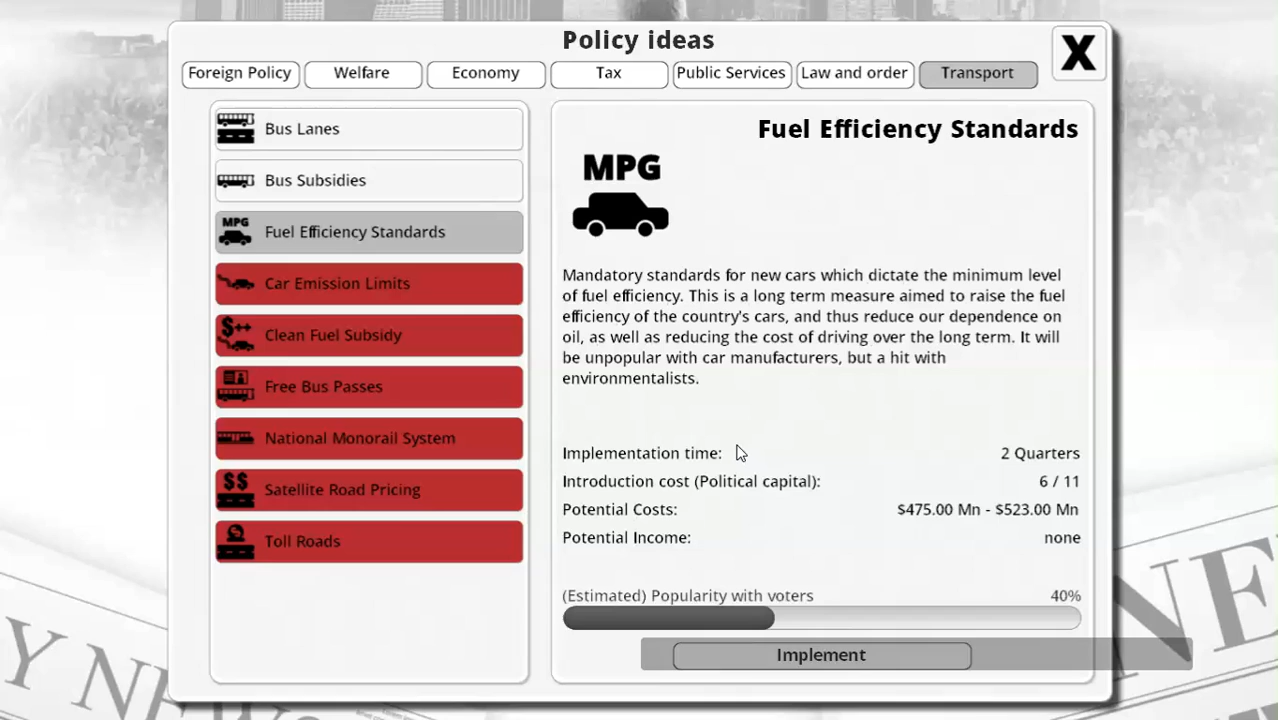 Policy ideas
X
Foreign Policy
Welfare
Economy
Tax
Public Services
Law and order
Transport
Bus Lanes
Bus Subsidies
MPG
Fuel Efficiency Standards
Car Emission Limits
$++
Clean Fuel Subsidy
Free Bus Passes
National Monorail System
$$
Satellite Road Pricing
Toll Roads
Fuel Efficiency Standards
MPG
Mandatory standards for new cars which dictate the minimum level
of fuel efficiency. This is a long term measure aimed to raise the fuel
efficiency of the country's cars, and thus reduce our dependence on
oil, as well as reducing the cost of driving over the long term. It will
be unpopular with car manufacturers, but a hit with
environmentalists.
Implementation time: 2 Quarters
Introduction cost (Political capital): 6 / 11
Potential Costs: $475.00 Mn - $523.00 Mn
Potential Income: none
(Estimated) Popularity with voters 40%
Implement
Y NEWS
NE